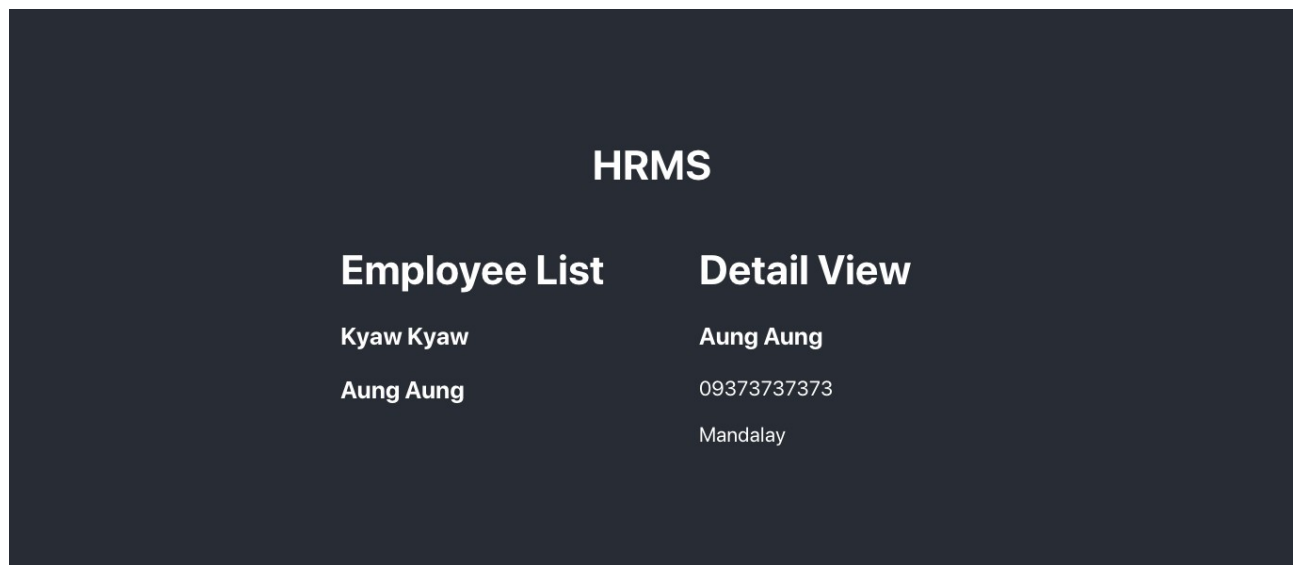 HRMS
Employee List
Kyaw Kyaw
Aung Aung
Detail View
Aung Aung
09373737373
Mandalay